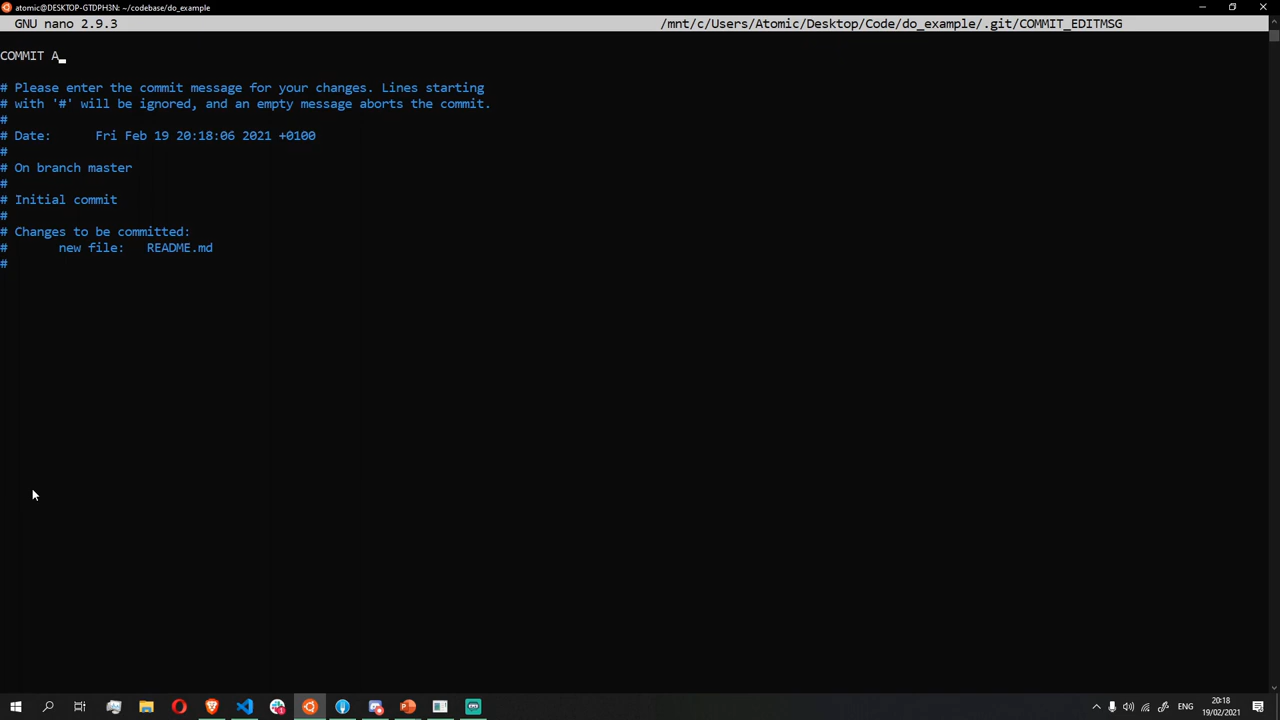 atomic@DESKTOP-GTDPH3N: ~/codebase/do_example
GNU nano 2.9.3 /mnt/c/Users/Atomic/Desktop/Code/do_example/.git/COMMIT_EDITMSG
COMMIT A
# Please enter the commit message for your changes. Lines starting
# with '#' will be ignored, and an empty message aborts the commit.
#
# Date: Fri Feb 19 20:18:06 2021 +0100
#
# On branch master
#
# Initial commit
#
# Changes to be committed:
# new file: README.md
#
ENG
20:18
19/02/2021